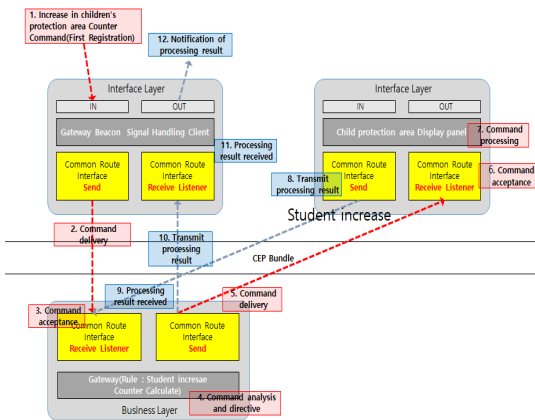 1. Increase in children's
protection area Counter
Command(First Registration)
12. Notification of
processing result
Interface Layer
IN
OUT
Gateway Beacon Signal Handling Client
11. Processing
result received
Common Route
Interface
Send
Common Route
Interface
Receive Listener
Interface Layer
IN
OUT
Child protection area Display panel
7. Command
processing
6. Command
acceptance
Common Route
Interface
Send
Common Route
Interface
Receive Listener
8. Transmit
processing result
Student increase
2. Command
delivery
10. Transmit
processing
result
CEP Bundle
9. Processing
result received
5. Command
delivery
3. Command
acceptance
Common Route
Interface
Receive Listener
Common Route
Interface
Send
Gateway(Rule : Student Incresae
Counter Calculate)
4. Command analysis
and directive
Business Layer